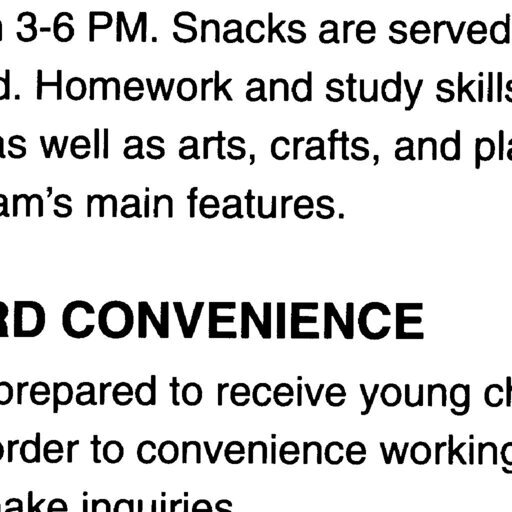 3-6 PM. Snacks are served
d. Homework and study skills
as well as arts, crafts, and pla
am's main features.
RD CONVENIENCE
prepared to receive young ch
order to convenience working
make inquiries